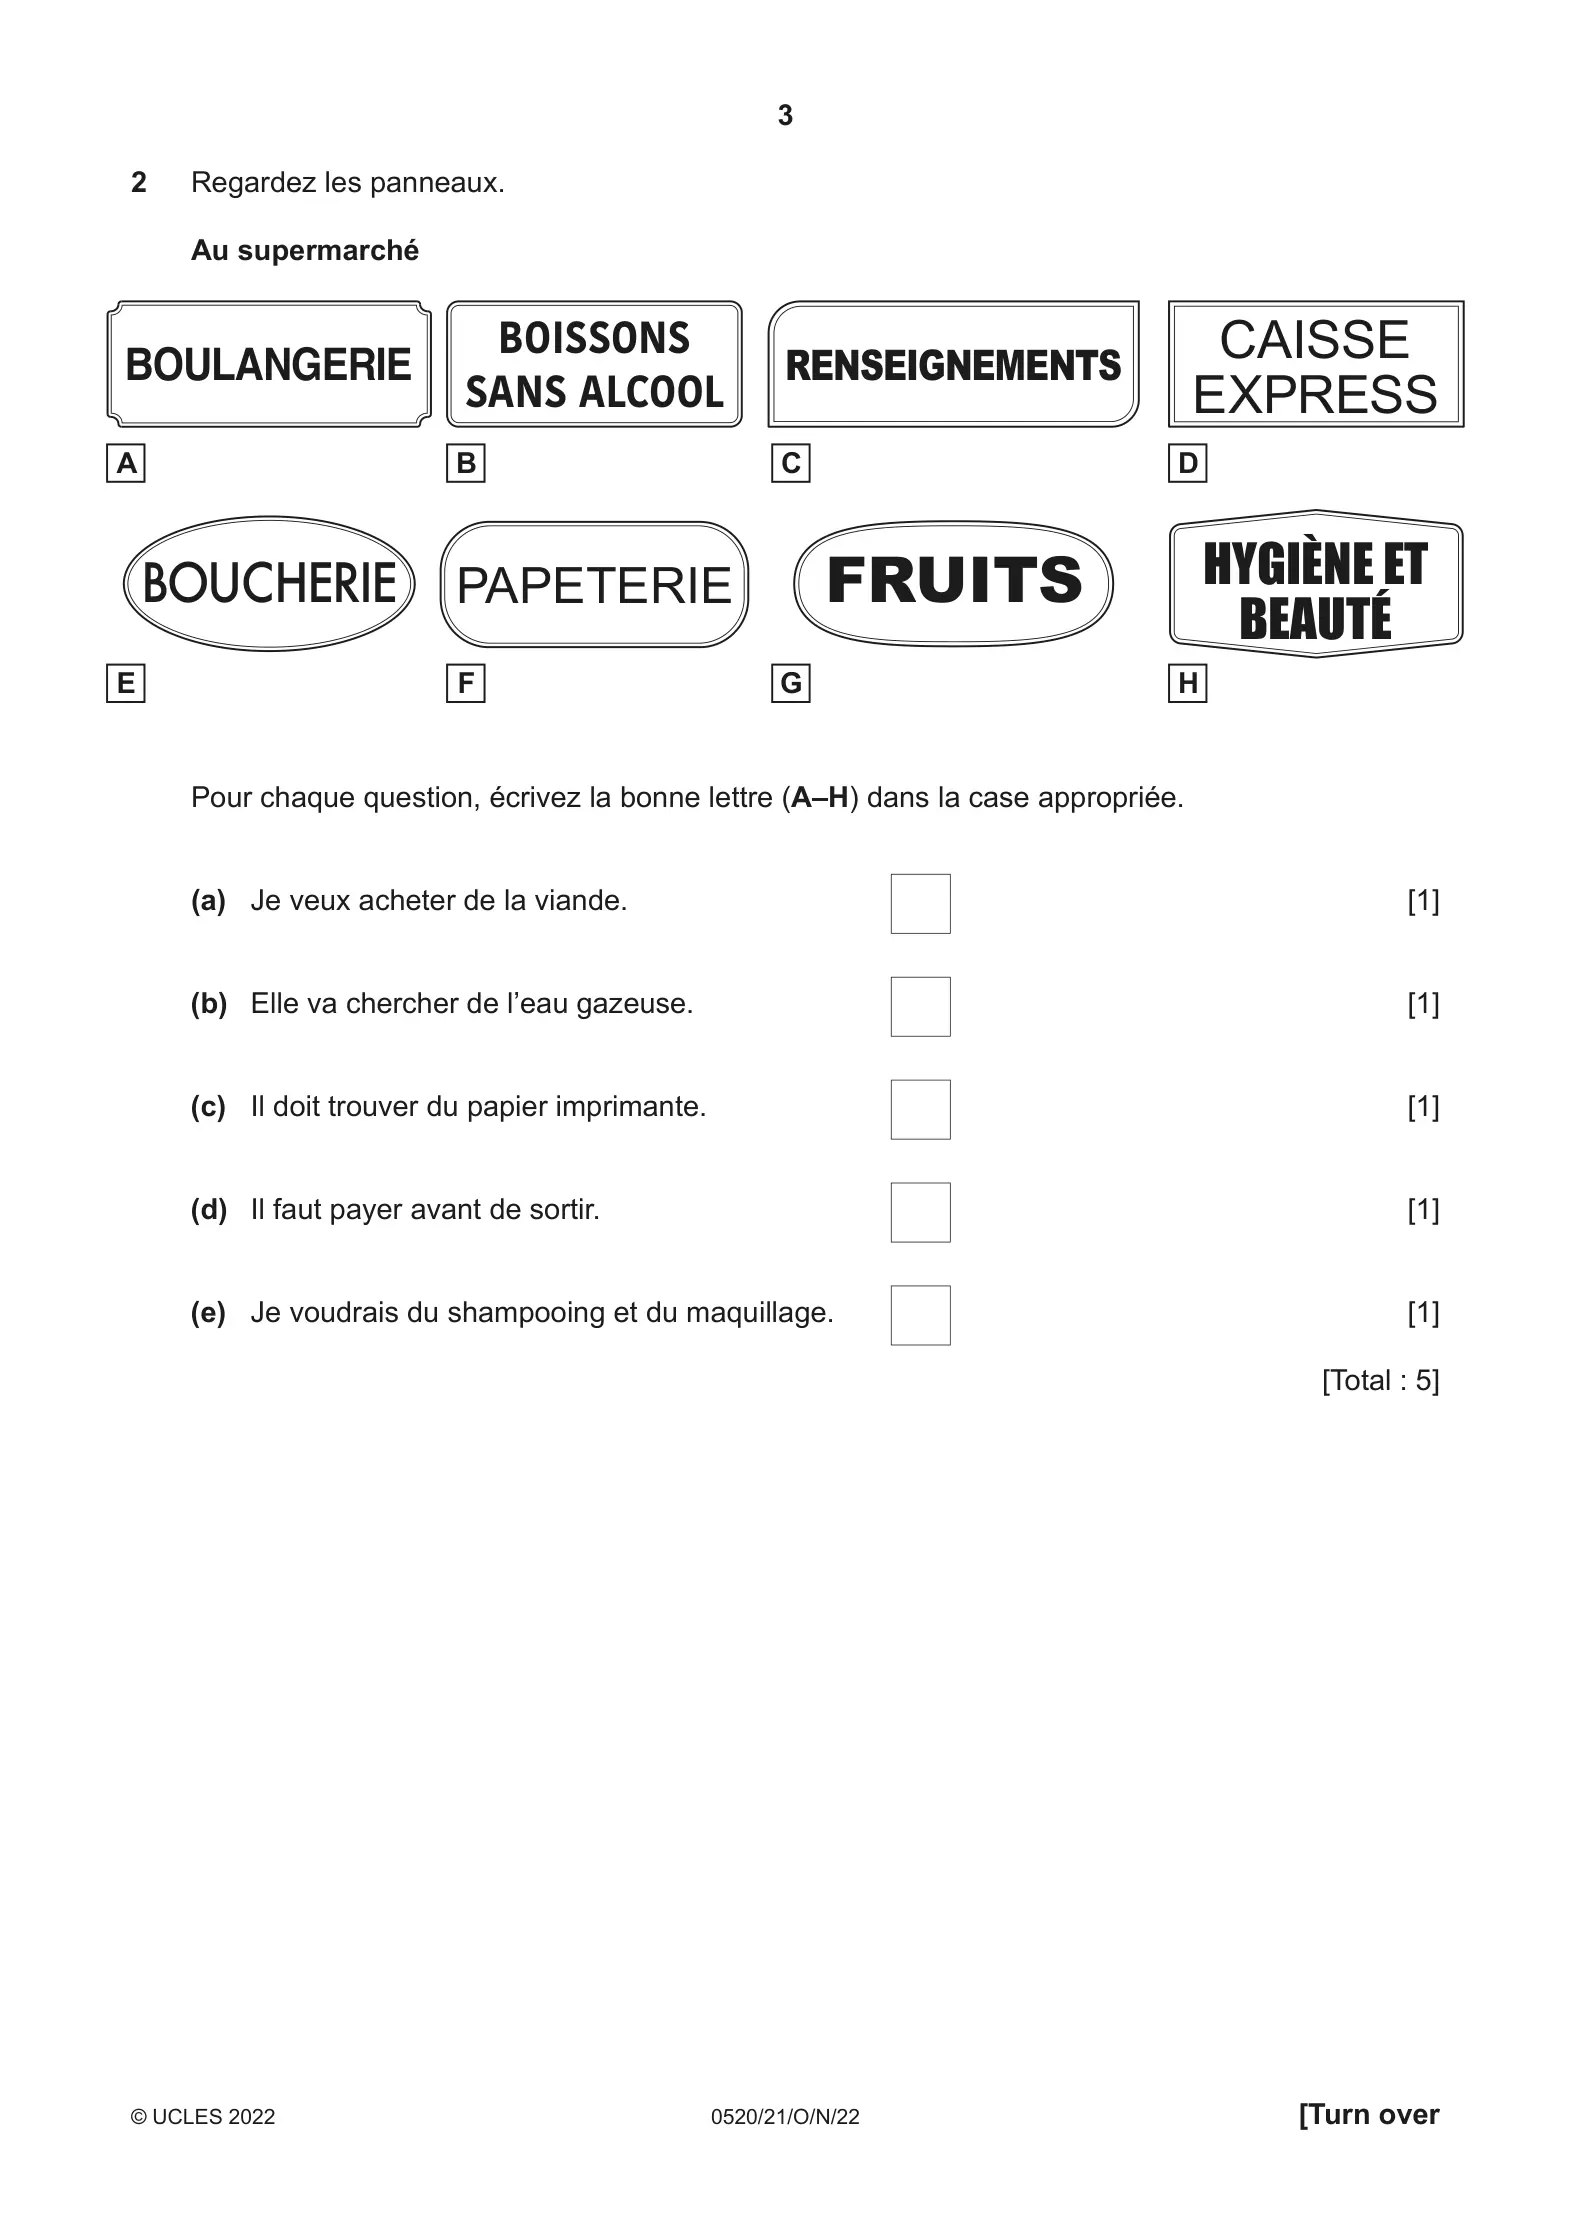 3
2 Regardez les panneaux.
Au supermarché
BOULANGERIE
BOISSONS
SANS ALCOOL
RENSEIGNEMENTS
CAISSE
EXPRESS
A B C D
BOUCHERIE
PAPETERIE
FRUITS
HYGIÈNE ET
BEAUTÉ
E F G H
Pour chaque question, écrivez la bonne lettre (A–H) dans la case appropriée.
(a) Je veux acheter de la viande. [1]
(b) Elle va chercher de l’eau gazeuse. [1]
(c) Il doit trouver du papier imprimante. [1]
(d) Il faut payer avant de sortir. [1]
(e) Je voudrais du shampooing et du maquillage. [1]
[Total : 5]
© UCLES 2022 0520/21/O/N/22 [Turn over